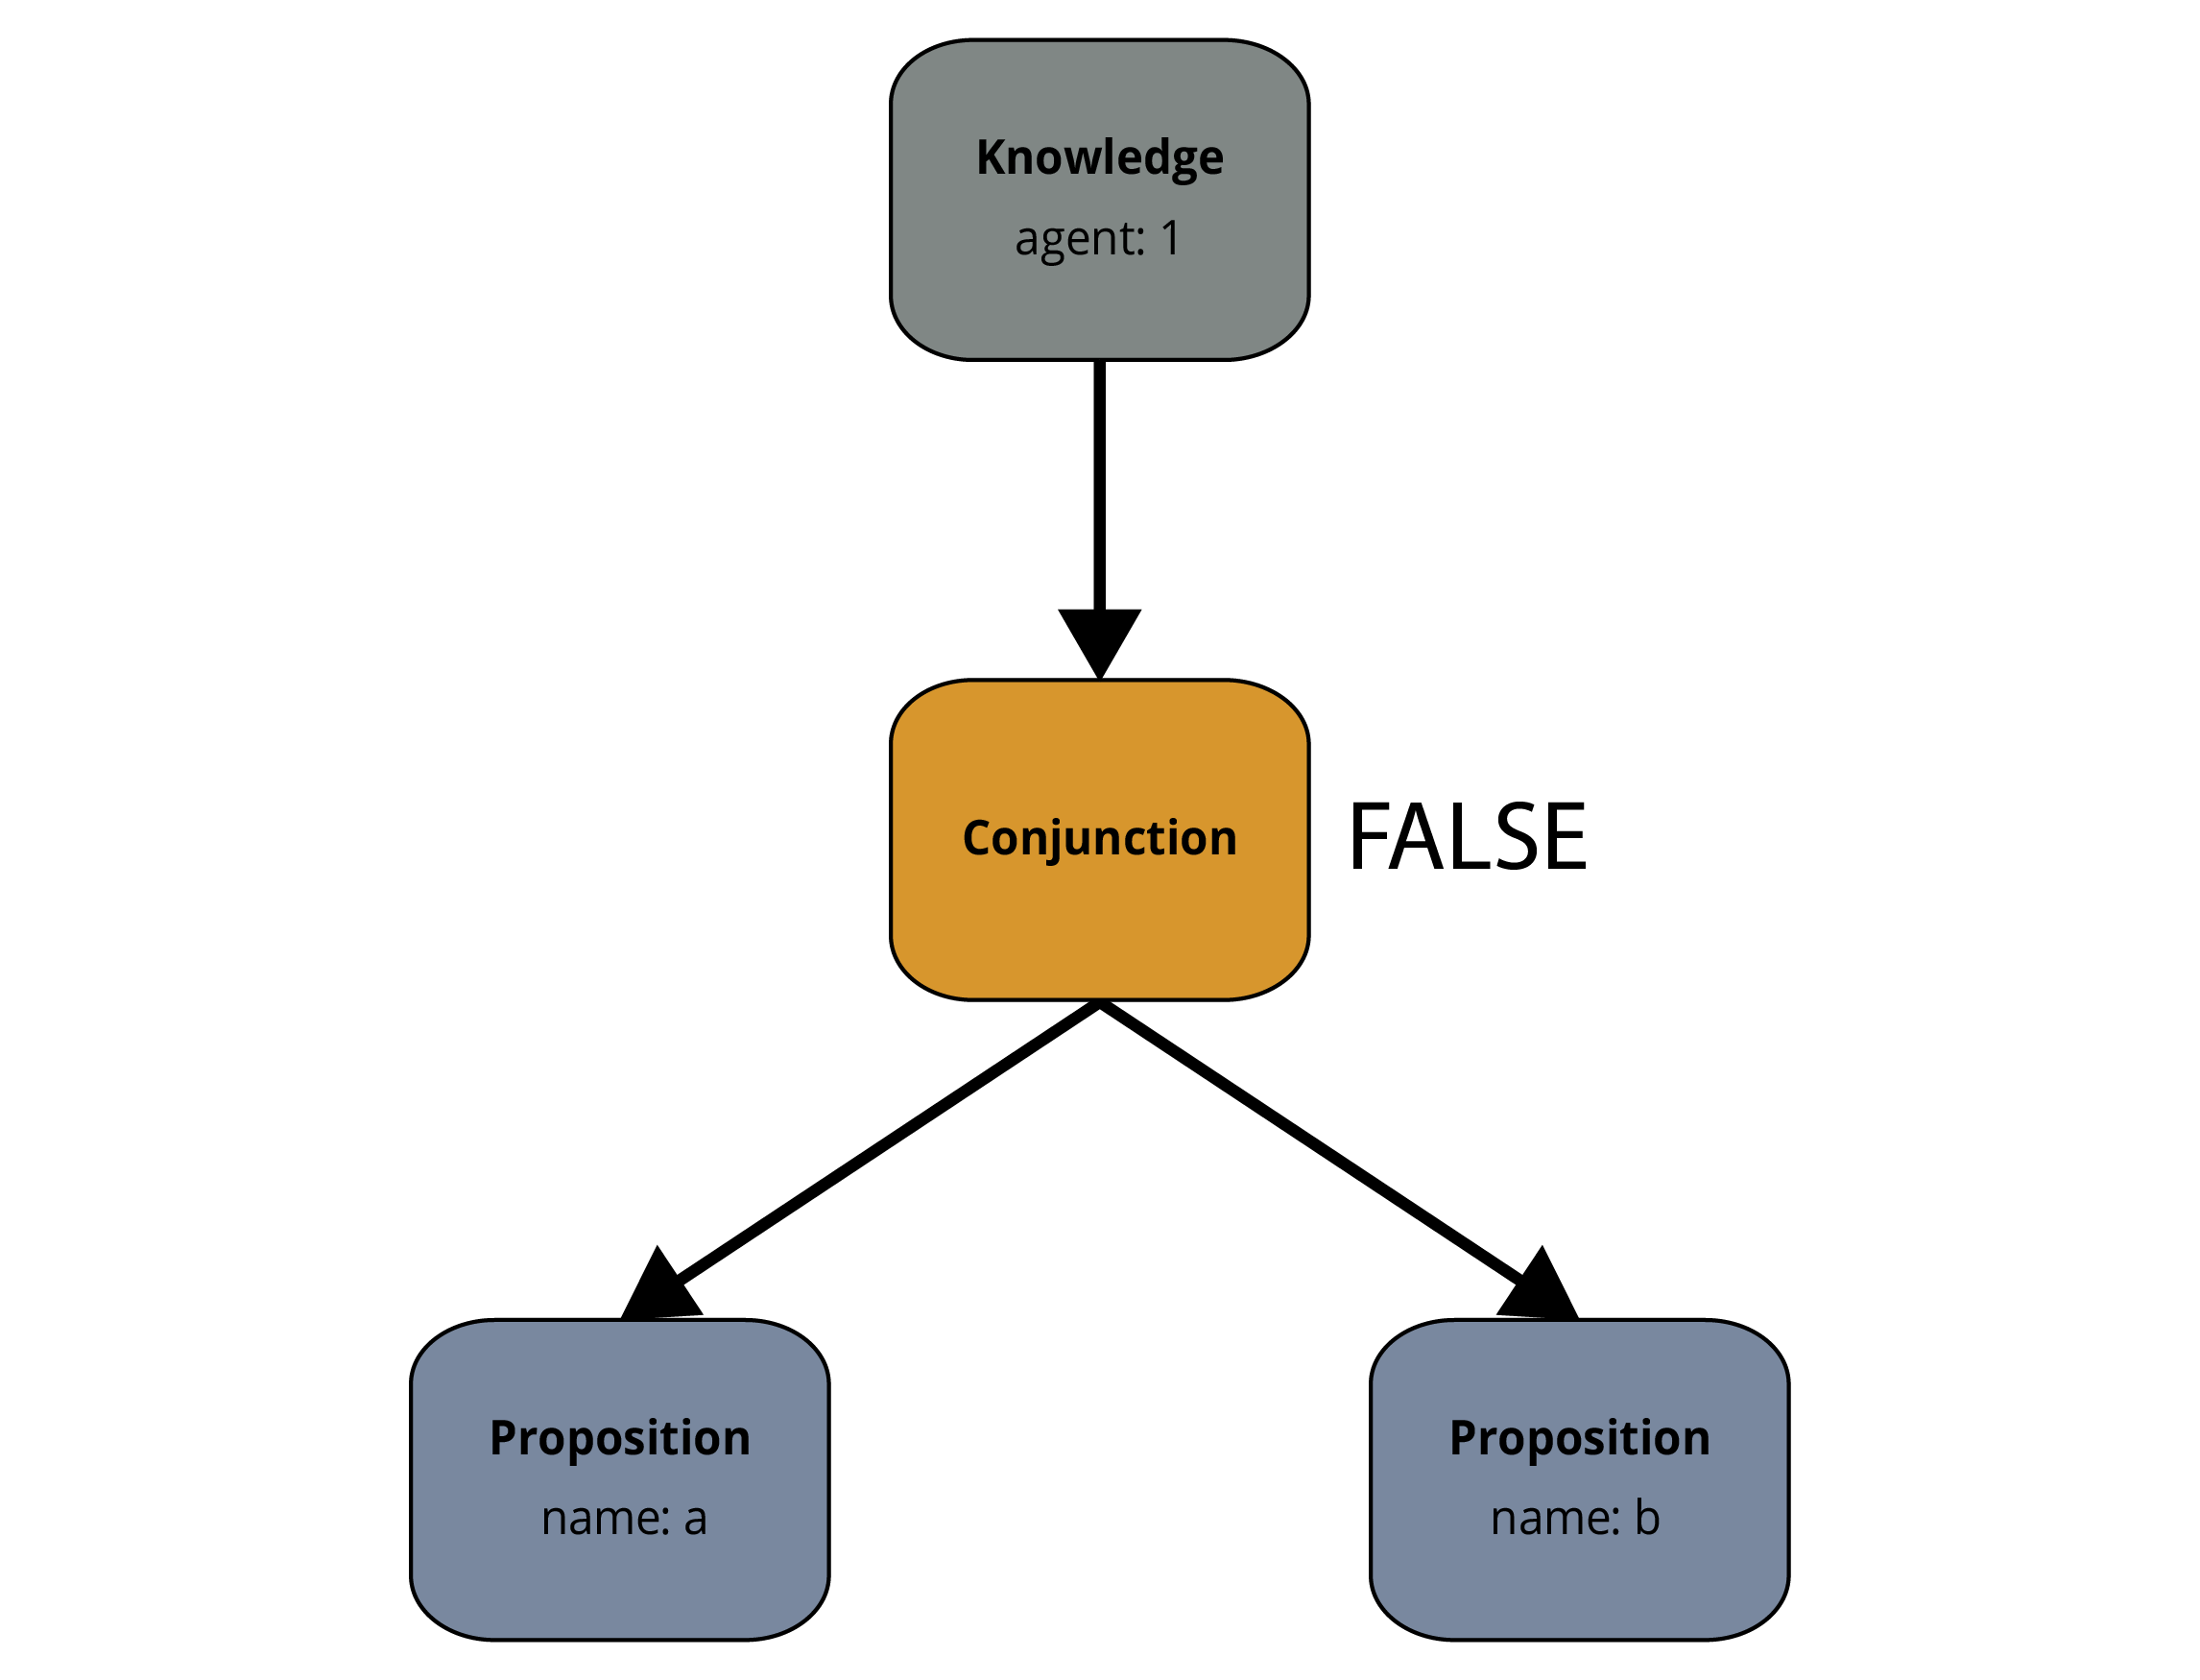 Knowledge
agent: 1
Conjunction
FALSE
Proposition
name: a
Proposition
name: b